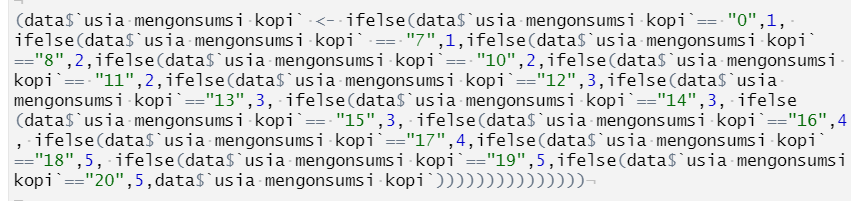 (data$`usia mengonsumsi kopi` <- ifelse(data$`usia mengonsumsi kopi`== "0",1,
ifelse(data$`usia mengonsumsi kopi` == "7",1,ifelse(data$`usia mengonsumsi kopi`
=="8",2,ifelse(data$`usia mengonsumsi kopi`== "10",2,ifelse(data$`usia mengonsumsi
kopi`== "11",2,ifelse(data$`usia mengonsumsi kopi`=="12",3,ifelse(data$`usia
mengonsumsi kopi`=="13",3, ifelse(data$`usia mengonsumsi kopi`=="14",3, ifelse
(data$`usia mengonsumsi kopi`== "15",3, ifelse(data$`usia mengonsumsi kopi`=="16",4
, ifelse(data$`usia mengonsumsi kopi`=="17",4,ifelse(data$`usia mengonsumsi kopi`
=="18",5, ifelse(data$`usia mengonsumsi kopi`=="19",5,ifelse(data$`usia mengonsumsi
kopi`=="20",5,data$`usia mengonsumsi kopi`)))))))))))))))